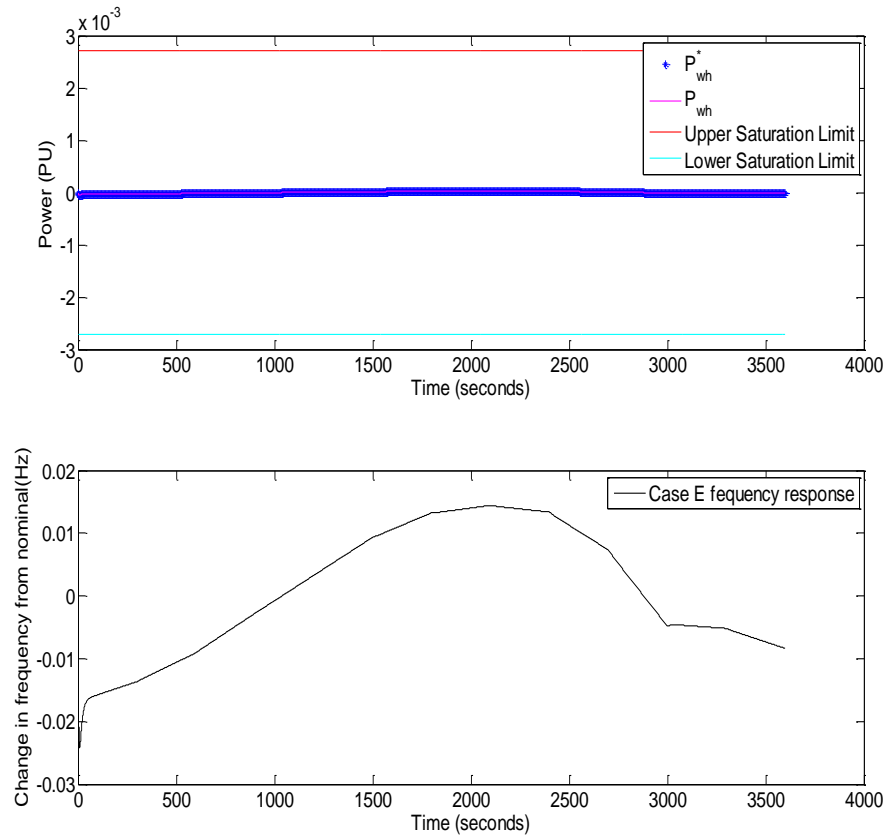 x 10⁻³
3
2
1
0
-1
-2
-3
Power (PU)
P*wh
Pwh
Upper Saturation Limit
Lower Saturation Limit
0 500 1000 1500 2000 2500 3000 3500 4000
Time (seconds)
0.02
0.01
0
-0.01
-0.02
-0.03
Change in frequency from nominal(Hz)
Case E fequency response
0 500 1000 1500 2000 2500 3000 3500 4000
Time (seconds)